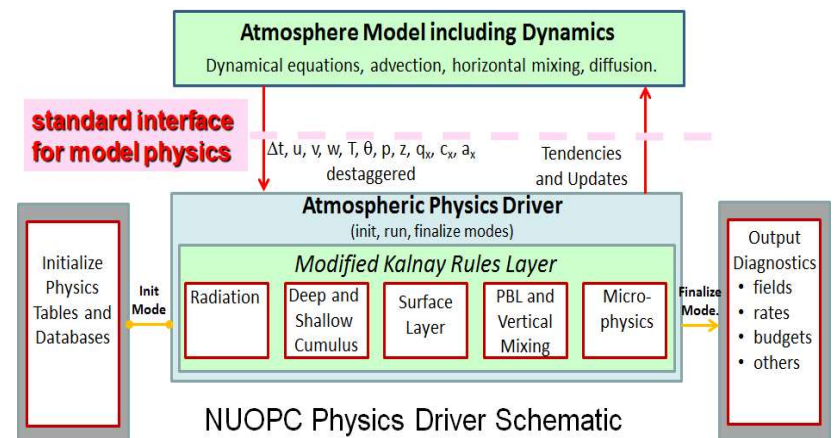 Atmosphere Model including Dynamics
Dynamical equations, advection, horizontal mixing, diffusion.
standard interface
for model physics
Δt, u, v, w, T, θ, p, z, qₓ, cₓ, aₓ
destaggered
Tendencies
and Updates
Atmospheric Physics Driver
(init, run, finalize modes)
Modified Kalnay Rules Layer
Initialize
Physics
Tables and
Databases
Init
Mode
Radiation
Deep and
Shallow
Cumulus
Surface
Layer
PBL and
Vertical
Mixing
Micro-
physics
Finalize
Mode.
Output
Diagnostics
• fields
• rates
• budgets
• others
NUOPC Physics Driver Schematic